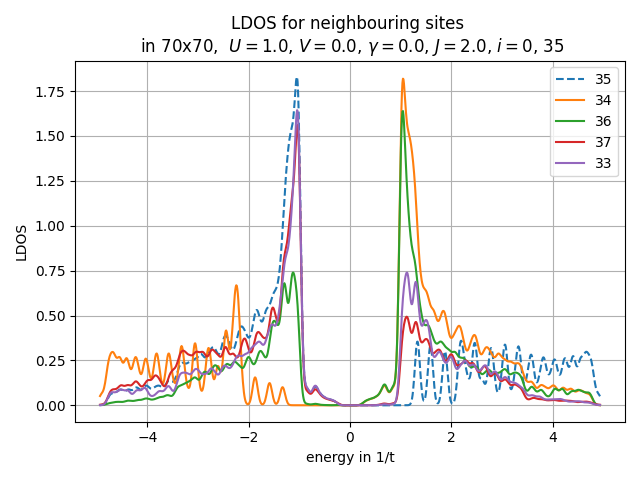 LDOS for neighbouring sites
in 70x70, U = 1.0, V = 0.0, γ = 0.0, J = 2.0, i = 0, 35
35
34
36
37
33
LDOS
1.75
1.50
1.25
1.00
0.75
0.50
0.25
0.00
−4 −2 0 2 4
energy in 1/t